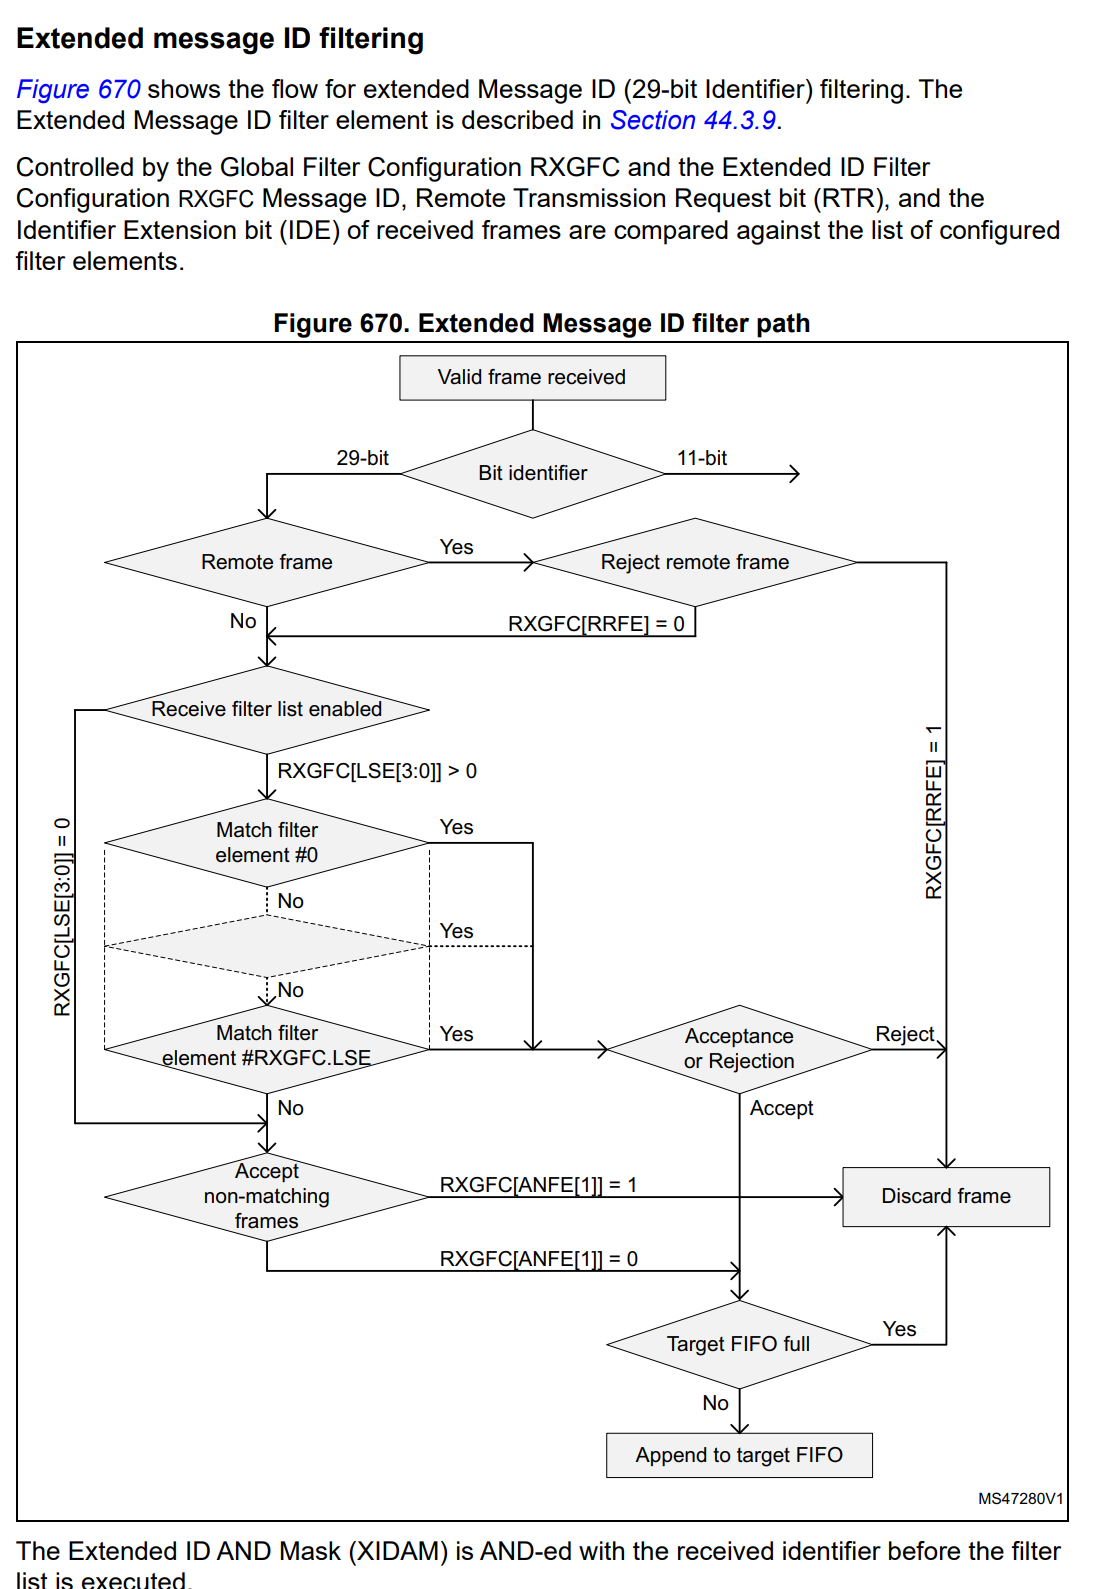 Extended message ID filtering
Figure 670 shows the flow for extended Message ID (29-bit Identifier) filtering. The
Extended Message ID filter element is described in Section 44.3.9.
Controlled by the Global Filter Configuration RXGFC and the Extended ID Filter
Configuration RXGFC Message ID, Remote Transmission Request bit (RTR), and the
Identifier Extension bit (IDE) of received frames are compared against the list of configured
filter elements.
Figure 670. Extended Message ID filter path
Valid frame received
29-bit
Bit identifier
11-bit
Remote frame
Yes
Reject remote frame
No
RXGFC[RRFE] = 0
Receive filter list enabled
RXGFC[RRFE] = 1
RXGFC[LSE[3:0]] > 0
RXGFC[LSE[3:0]] = 0
Match filter
element #0
Yes
No
Yes
No
Match filter
element #RXGFC.LSE
Yes
Acceptance
or Rejection
Reject
No
Accept
Accept
non-matching
frames
RXGFC[ANFE[1]] = 1
Discard frame
RXGFC[ANFE[1]] = 0
Target FIFO full
Yes
No
Append to target FIFO
MS47280V1
The Extended ID AND Mask (XIDAM) is AND-ed with the received identifier before the filter
list is executed.